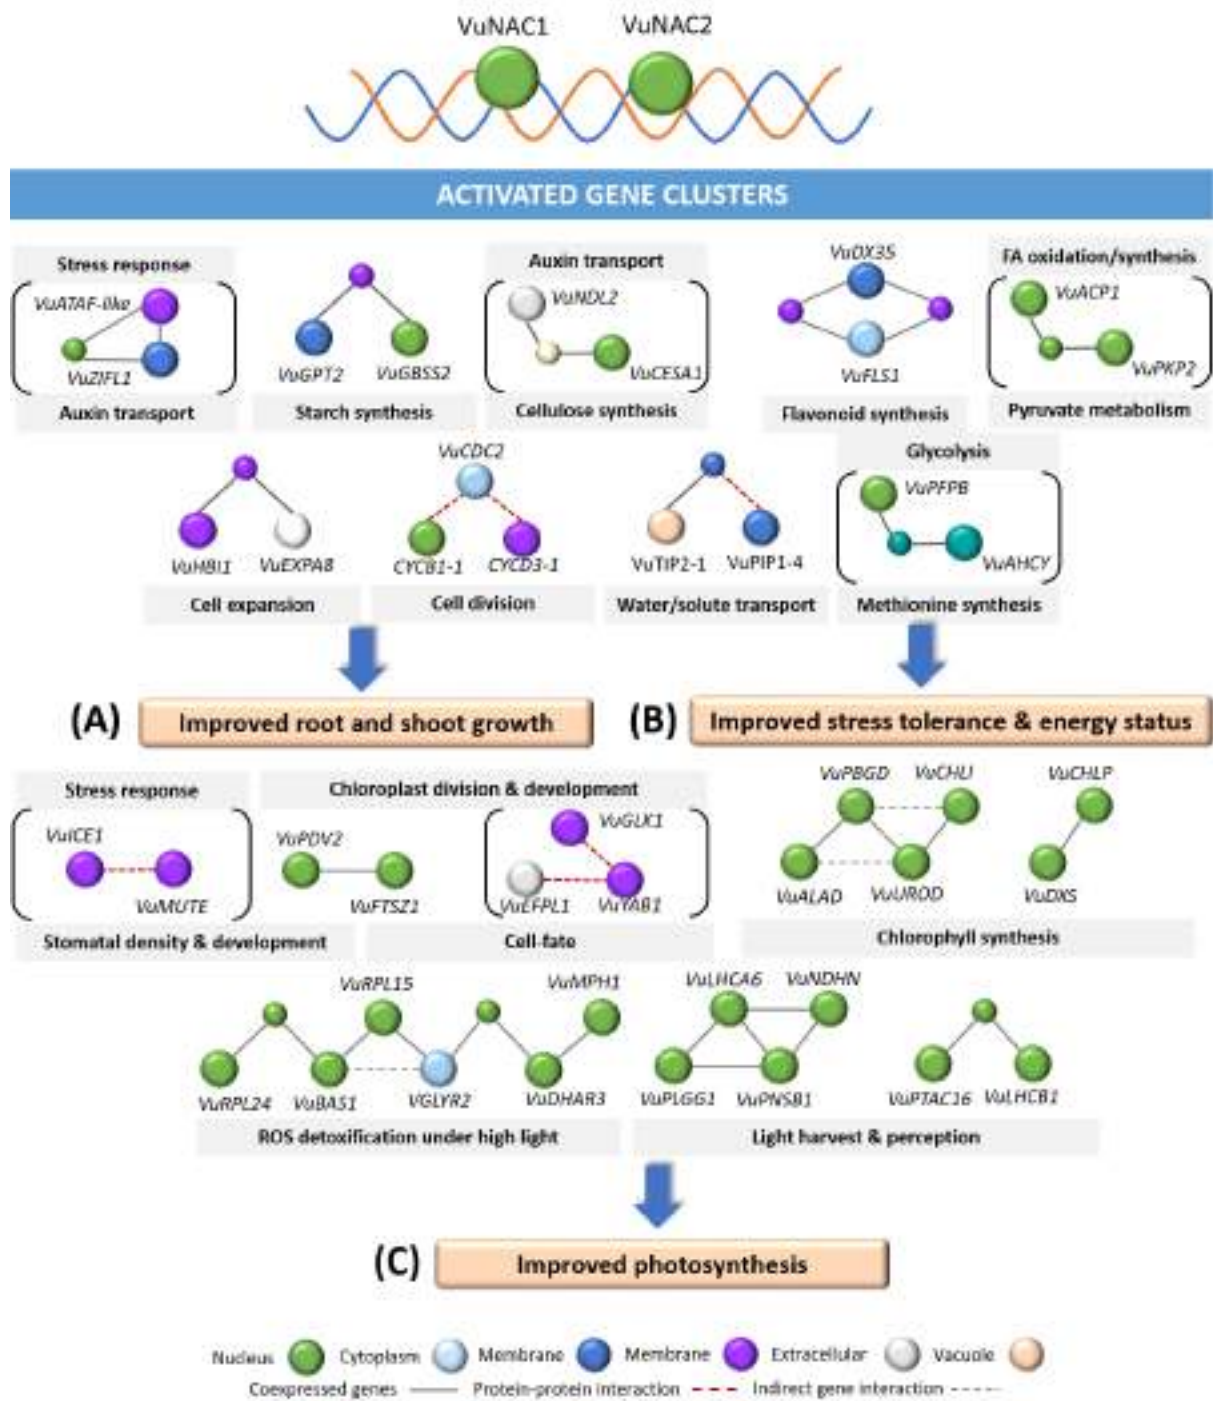 VuNAC1 VuNAC2
ACTIVATED GENE CLUSTERS
Stress response
VuATAF-like
VuZIFL1
Auxin transport
VuGPT2 VuGBSS2
Starch synthesis
Auxin transport
VuNDL2
VuCESA1
Cellulose synthesis
VuDX35
VuFLS1
Flavonoid synthesis
FA oxidation/synthesis
VuACP1
VuPKP2
Pyruvate metabolism
VuHBI1 VuEXPA8
Cell expansion
VuCDC2
CYCB1-1 CYCD3-1
Cell division
VuTIP2-1 VuPIP1-4
Water/solute transport
Glycolysis
VuPFPB
VuAHCY
Methionine synthesis
(A) Improved root and shoot growth
(B) Improved stress tolerance & energy status
Stress response
VuICE1
VuMUTE
Stomatal density & development
Chloroplast division & development
VuPDV2
VuFTSZ1
VuGLK1
VuEFPL1 VuYAB1
Cell-fate
VuPBGD VuCHLI
VuALAD VuUROD
VuCHLP
VuDXS
Chlorophyll synthesis
VuRPL15 VuMPH1
VuRPL24 VuBAS1 VGLYR2 VuDHAR3
ROS detoxification under high light
VuLHCA6 VuNDHN
VuPLGG1 VuPNSB1
VuPTAC16 VuLHCB1
Light harvest & perception
(C) Improved photosynthesis
Nucleus Cytoplasm Membrane Membrane Extracellular Vacuole
Coexpressed genes Protein-protein interaction Indirect gene interaction